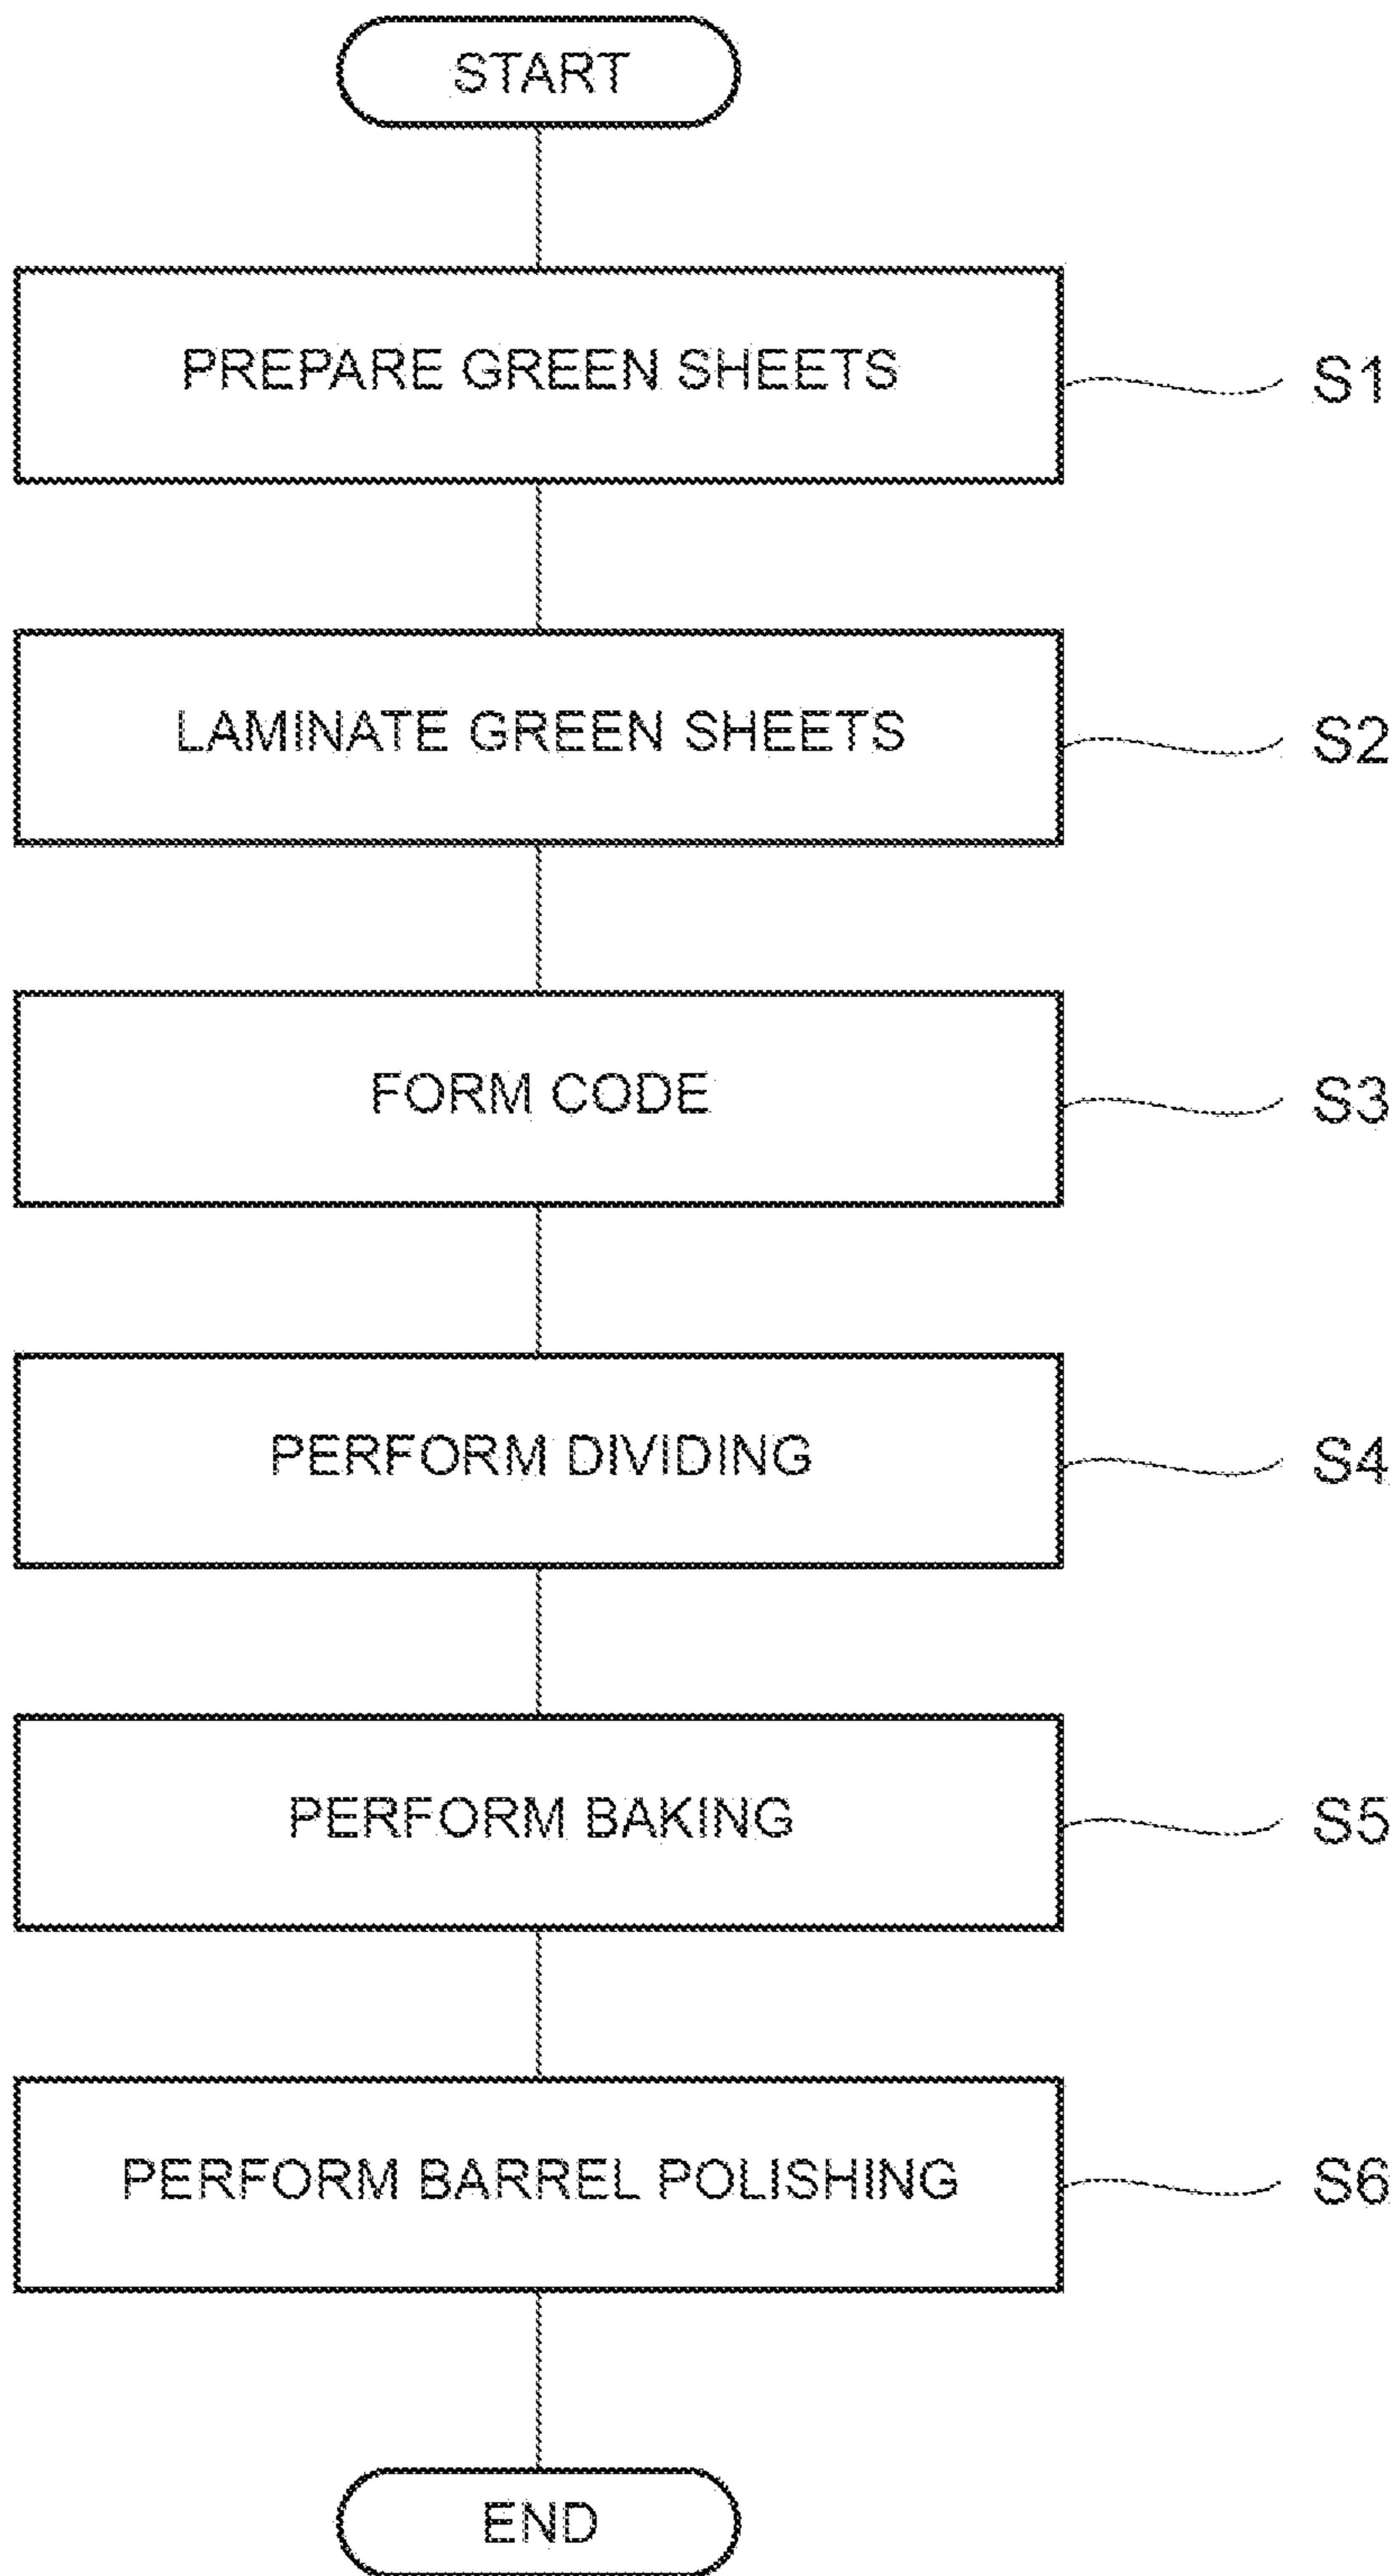 START
PREPARE GREEN SHEETS
S1
LAMINATE GREEN SHEETS
S2
FORM CODE
S3
PERFORM DIVIDING
S4
PERFORM BAKING
S5
PERFORM BARREL POLISHING
S6
END